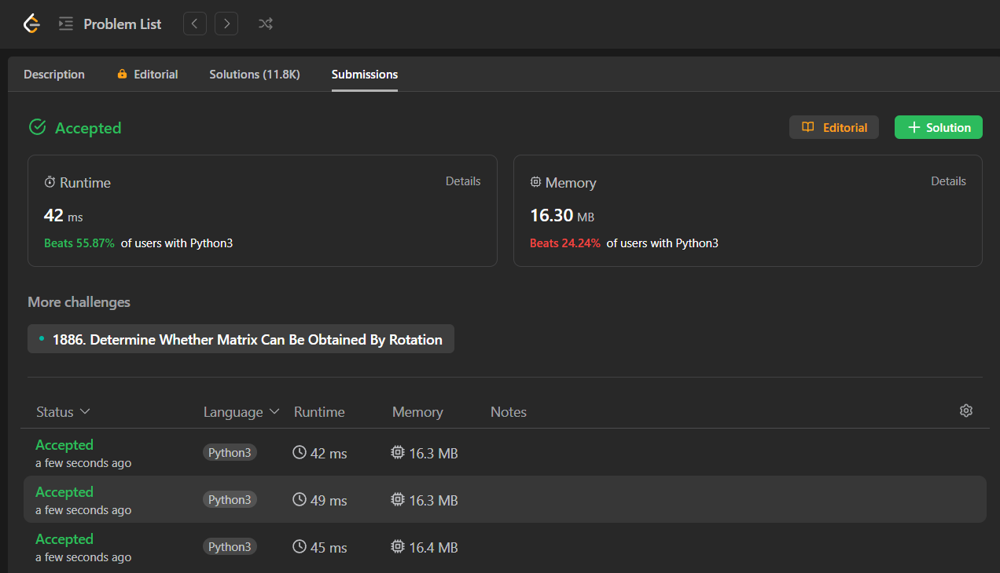 Problem List
Description Editorial Solutions (11.8K) Submissions
Accepted Editorial Solution
Runtime Details
42 ms
Beats 55.87% of users with Python3
Memory Details
16.30 MB
Beats 24.24% of users with Python3
More challenges
1886. Determine Whether Matrix Can Be Obtained By Rotation
Status Language Runtime Memory Notes
Accepted
a few seconds ago
Python3 42 ms 16.3 MB
Accepted
a few seconds ago
Python3 49 ms 16.3 MB
Accepted
a few seconds ago
Python3 45 ms 16.4 MB